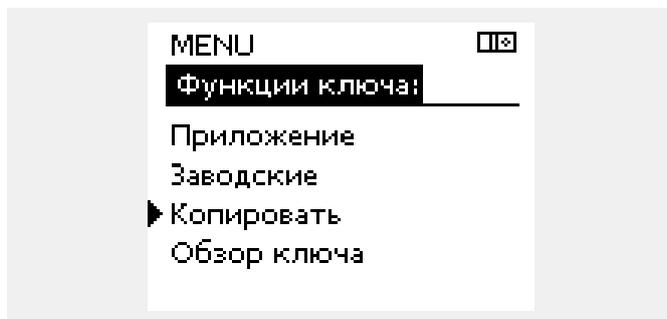 MENU
Функции ключа:
Приложение
Заводские
Копировать
Обзор ключа